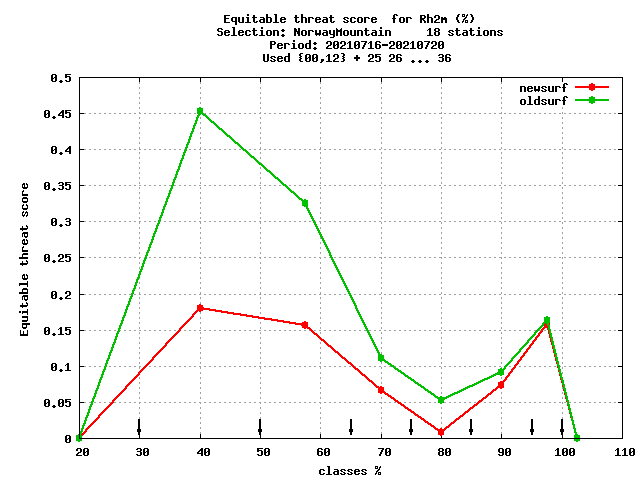 Equitable threat score  for Rh2m (%)
Selection: NorwayMountain     18 stations
Period: 20210716-20210720
Used {00,12} + 25 26 ... 36
newsurf
oldsurf
0.5
0.45
0.4
0.35
0.3
0.25
0.2
0.15
0.1
0.05
0
Equitable threat score
20 30 40 50 60 70 80 90 100 110
classes %